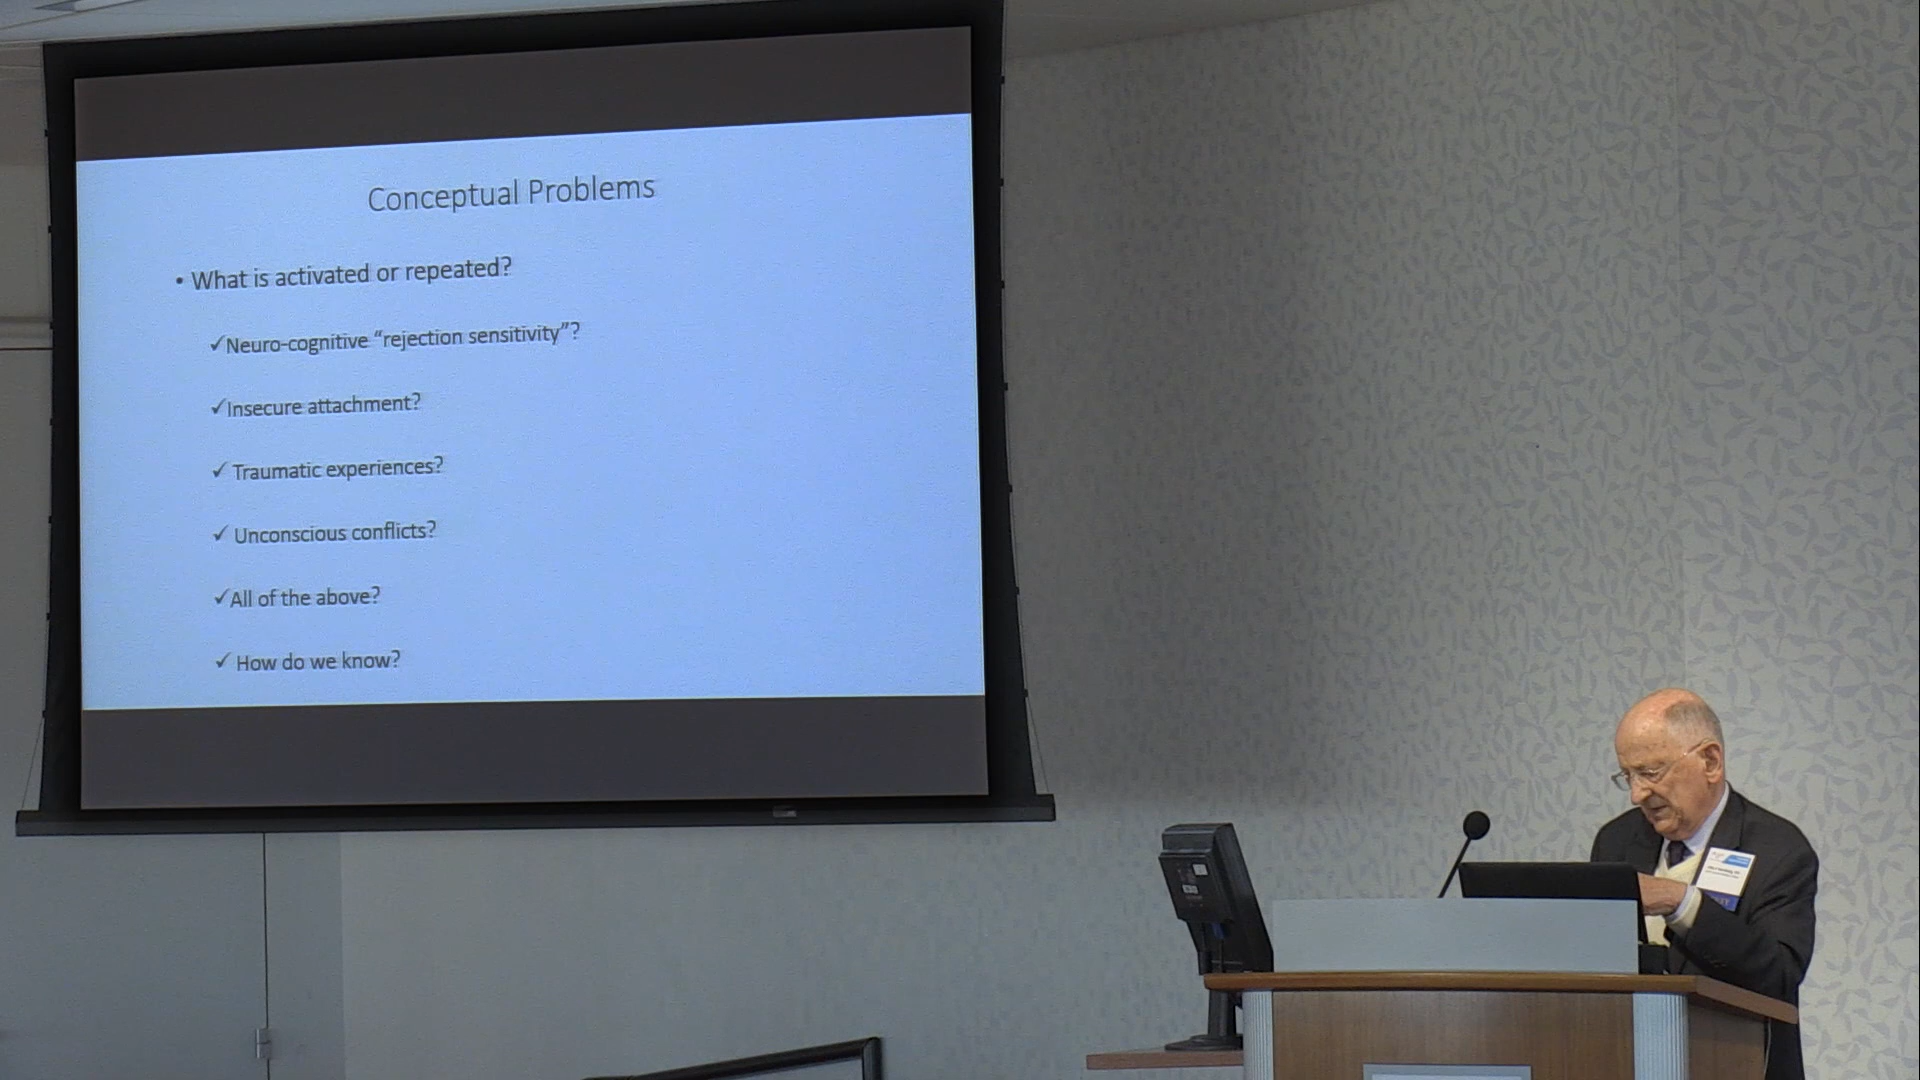 Conceptual Problems
• What is activated or repeated?
✓Neuro-cognitive “rejection sensitivity”?
✓Insecure attachment?
✓ Traumatic experiences?
✓ Unconscious conflicts?
✓All of the above?
✓ How do we know?